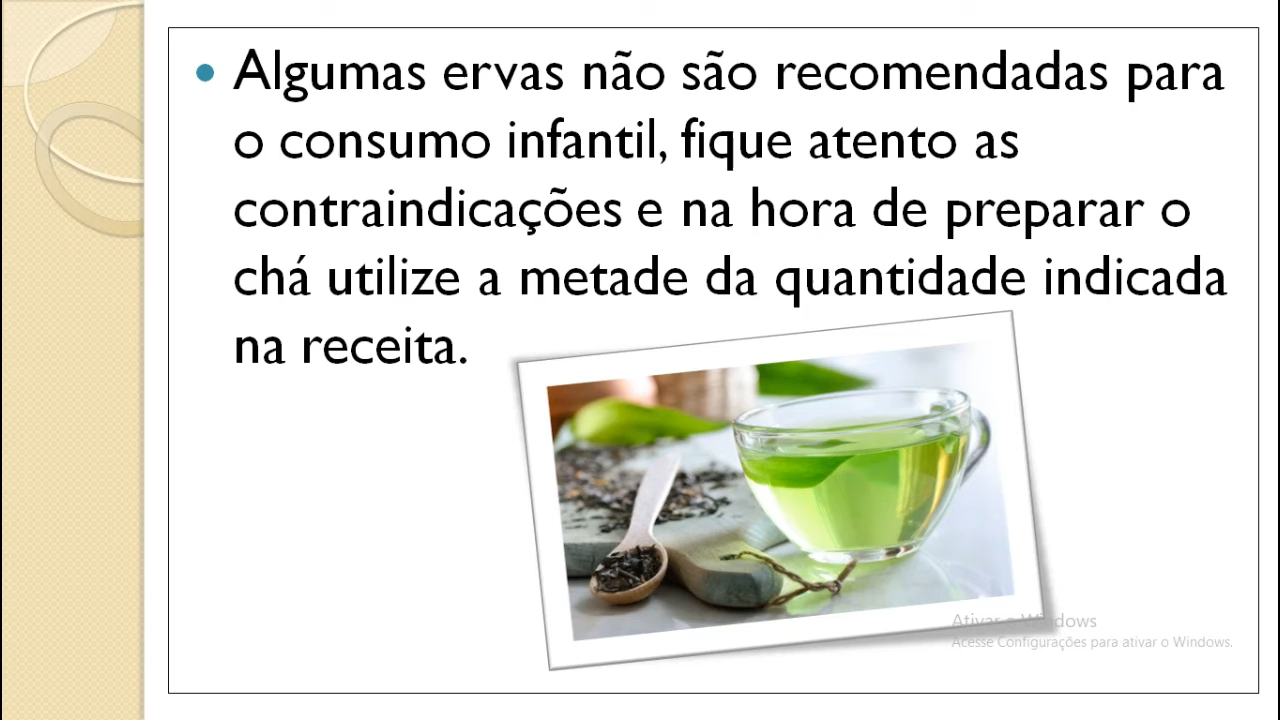 • Algumas ervas não são recomendadas para
o consumo infantil, fique atento as
contraindicações e na hora de preparar o
chá utilize a metade da quantidade indicada
na receita.
Ativar o Windows
Acesse Configurações para ativar o Windows.